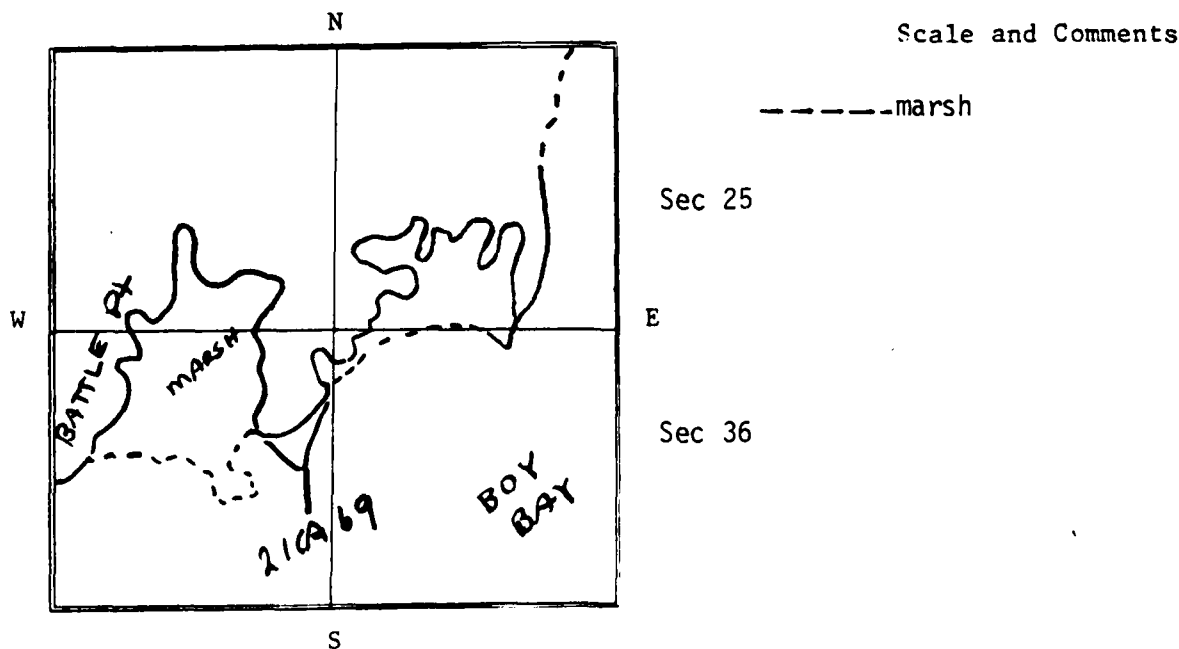 N
Scale and Comments
marsh
Sec 25
W
E
BATTLE Pt
MARSH
Sec 36
BOY
BAY
21CA69
S